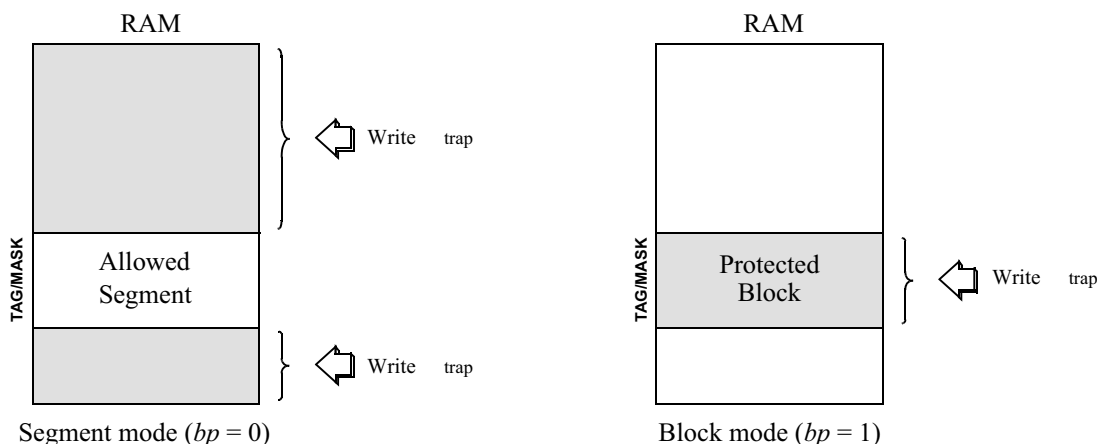 RAM
Write trap
TAG/MASK
Allowed
Segment
Write trap
Segment mode (bp = 0)
RAM
TAG/MASK
Protected
Block
Write trap
Block mode (bp = 1)